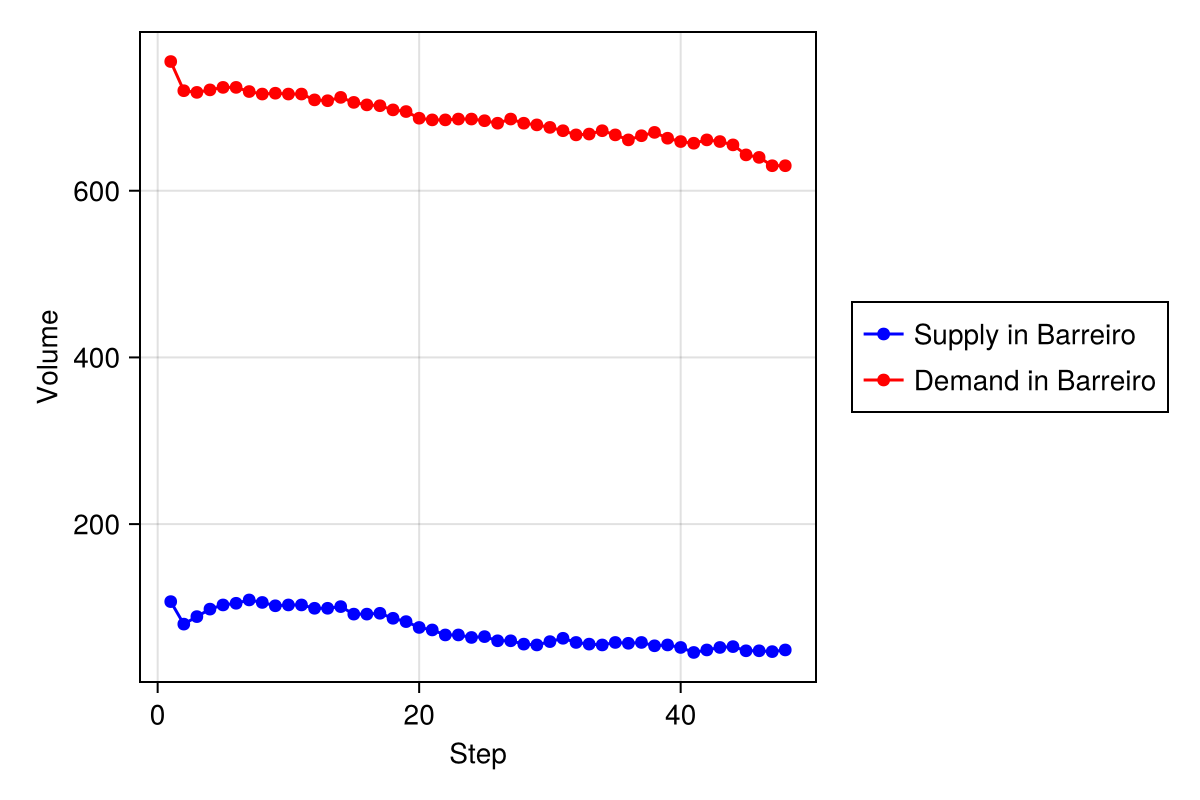 Volume
600
400
200
0 20 40
Step
Supply in Barreiro
Demand in Barreiro